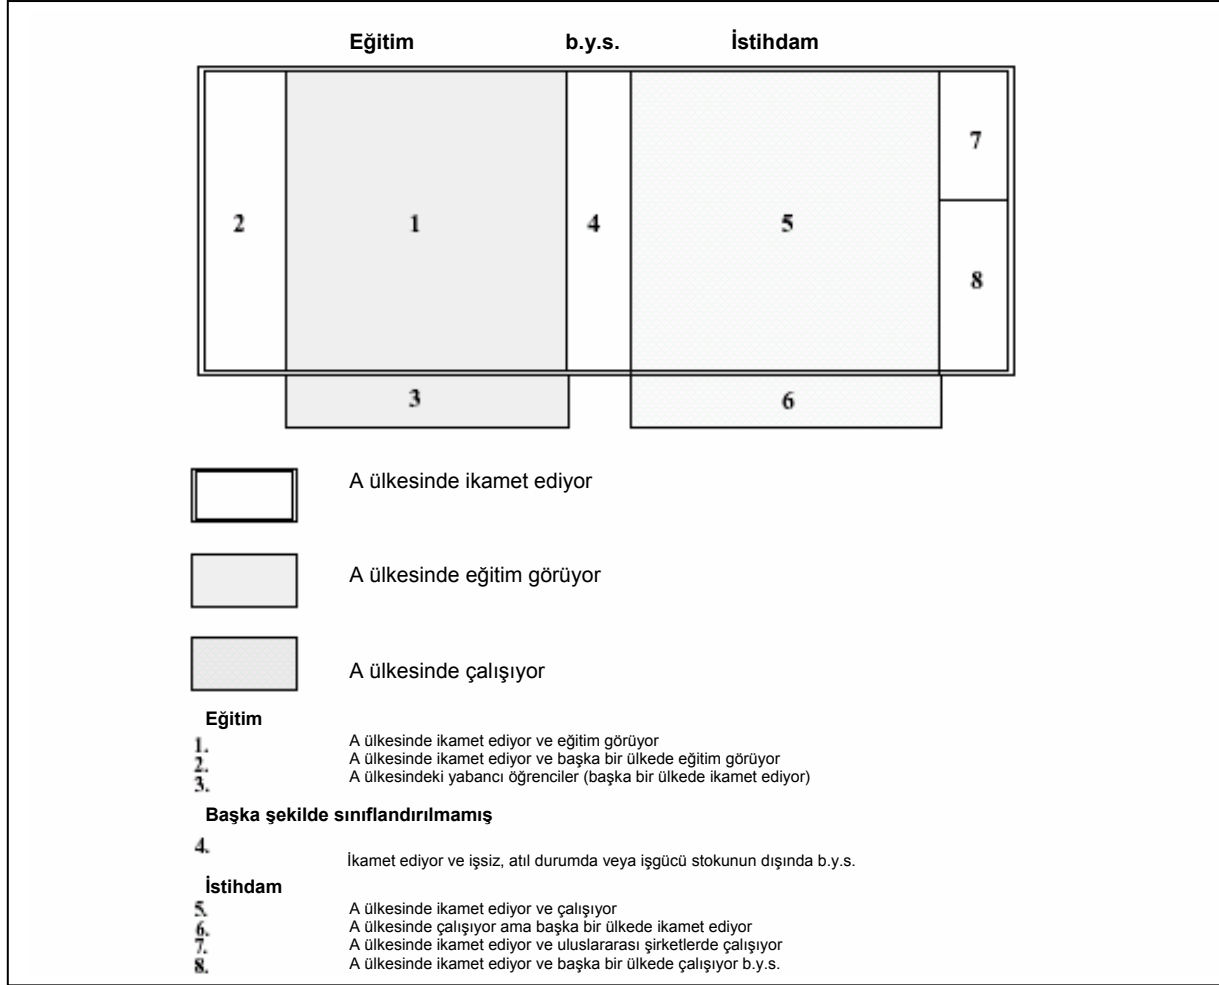 Eğitim b.y.s. İstihdam
7
2 1 4 5
8
3 6
A ülkesinde ikamet ediyor
A ülkesinde eğitim görüyor
A ülkesinde çalışıyor
Eğitim
1. A ülkesinde ikamet ediyor ve eğitim görüyor
2. A ülkesinde ikamet ediyor ve başka bir ülkede eğitim görüyor
3. A ülkesindeki yabancı öğrenciler (başka bir ülkede ikamet ediyor)
Başka şekilde sınıflandırılmamış
4. İkamet ediyor ve işsiz, atıl durumda veya işgücü stokunun dışında b.y.s.
İstihdam
5. A ülkesinde ikamet ediyor ve çalışıyor
6. A ülkesinde çalışıyor ama başka bir ülkede ikamet ediyor
7. A ülkesinde ikamet ediyor ve uluslararası şirketlerde çalışıyor
8. A ülkesinde ikamet ediyor ve başka bir ülkede çalışıyor b.y.s.